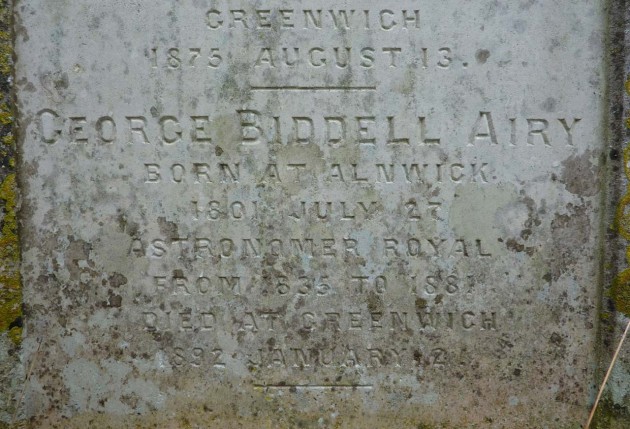 GREENWICH
1875 AUGUST 13.
GEORGE BIDDELL AIRY
BORN AT ALNWICK
1801 JULY 27
ASTRONOMER ROYAL
FROM 1835 TO 1881
DIED AT GREENWICH
1892 JANUARY 2.